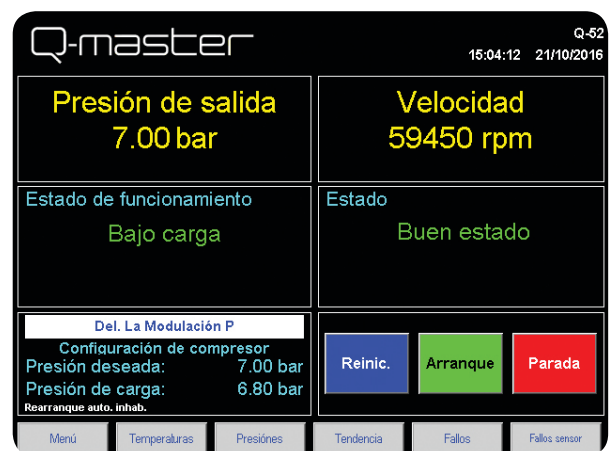 Q-master
Q-52
15:04:12 21/10/2016
Presión de salida
7.00 bar
Velocidad
59450 rpm
Estado de funcionamiento
Bajo carga
Estado
Buen estado
Del. La Modulación P
Configuración de compresor
Presión deseada: 7.00 bar
Presión de carga: 6.80 bar
Rearranque auto. inhab.
Reinic. Arranque Parada
Menú Temperaturas Presiónes Tendencia Fallos Fallos sensor